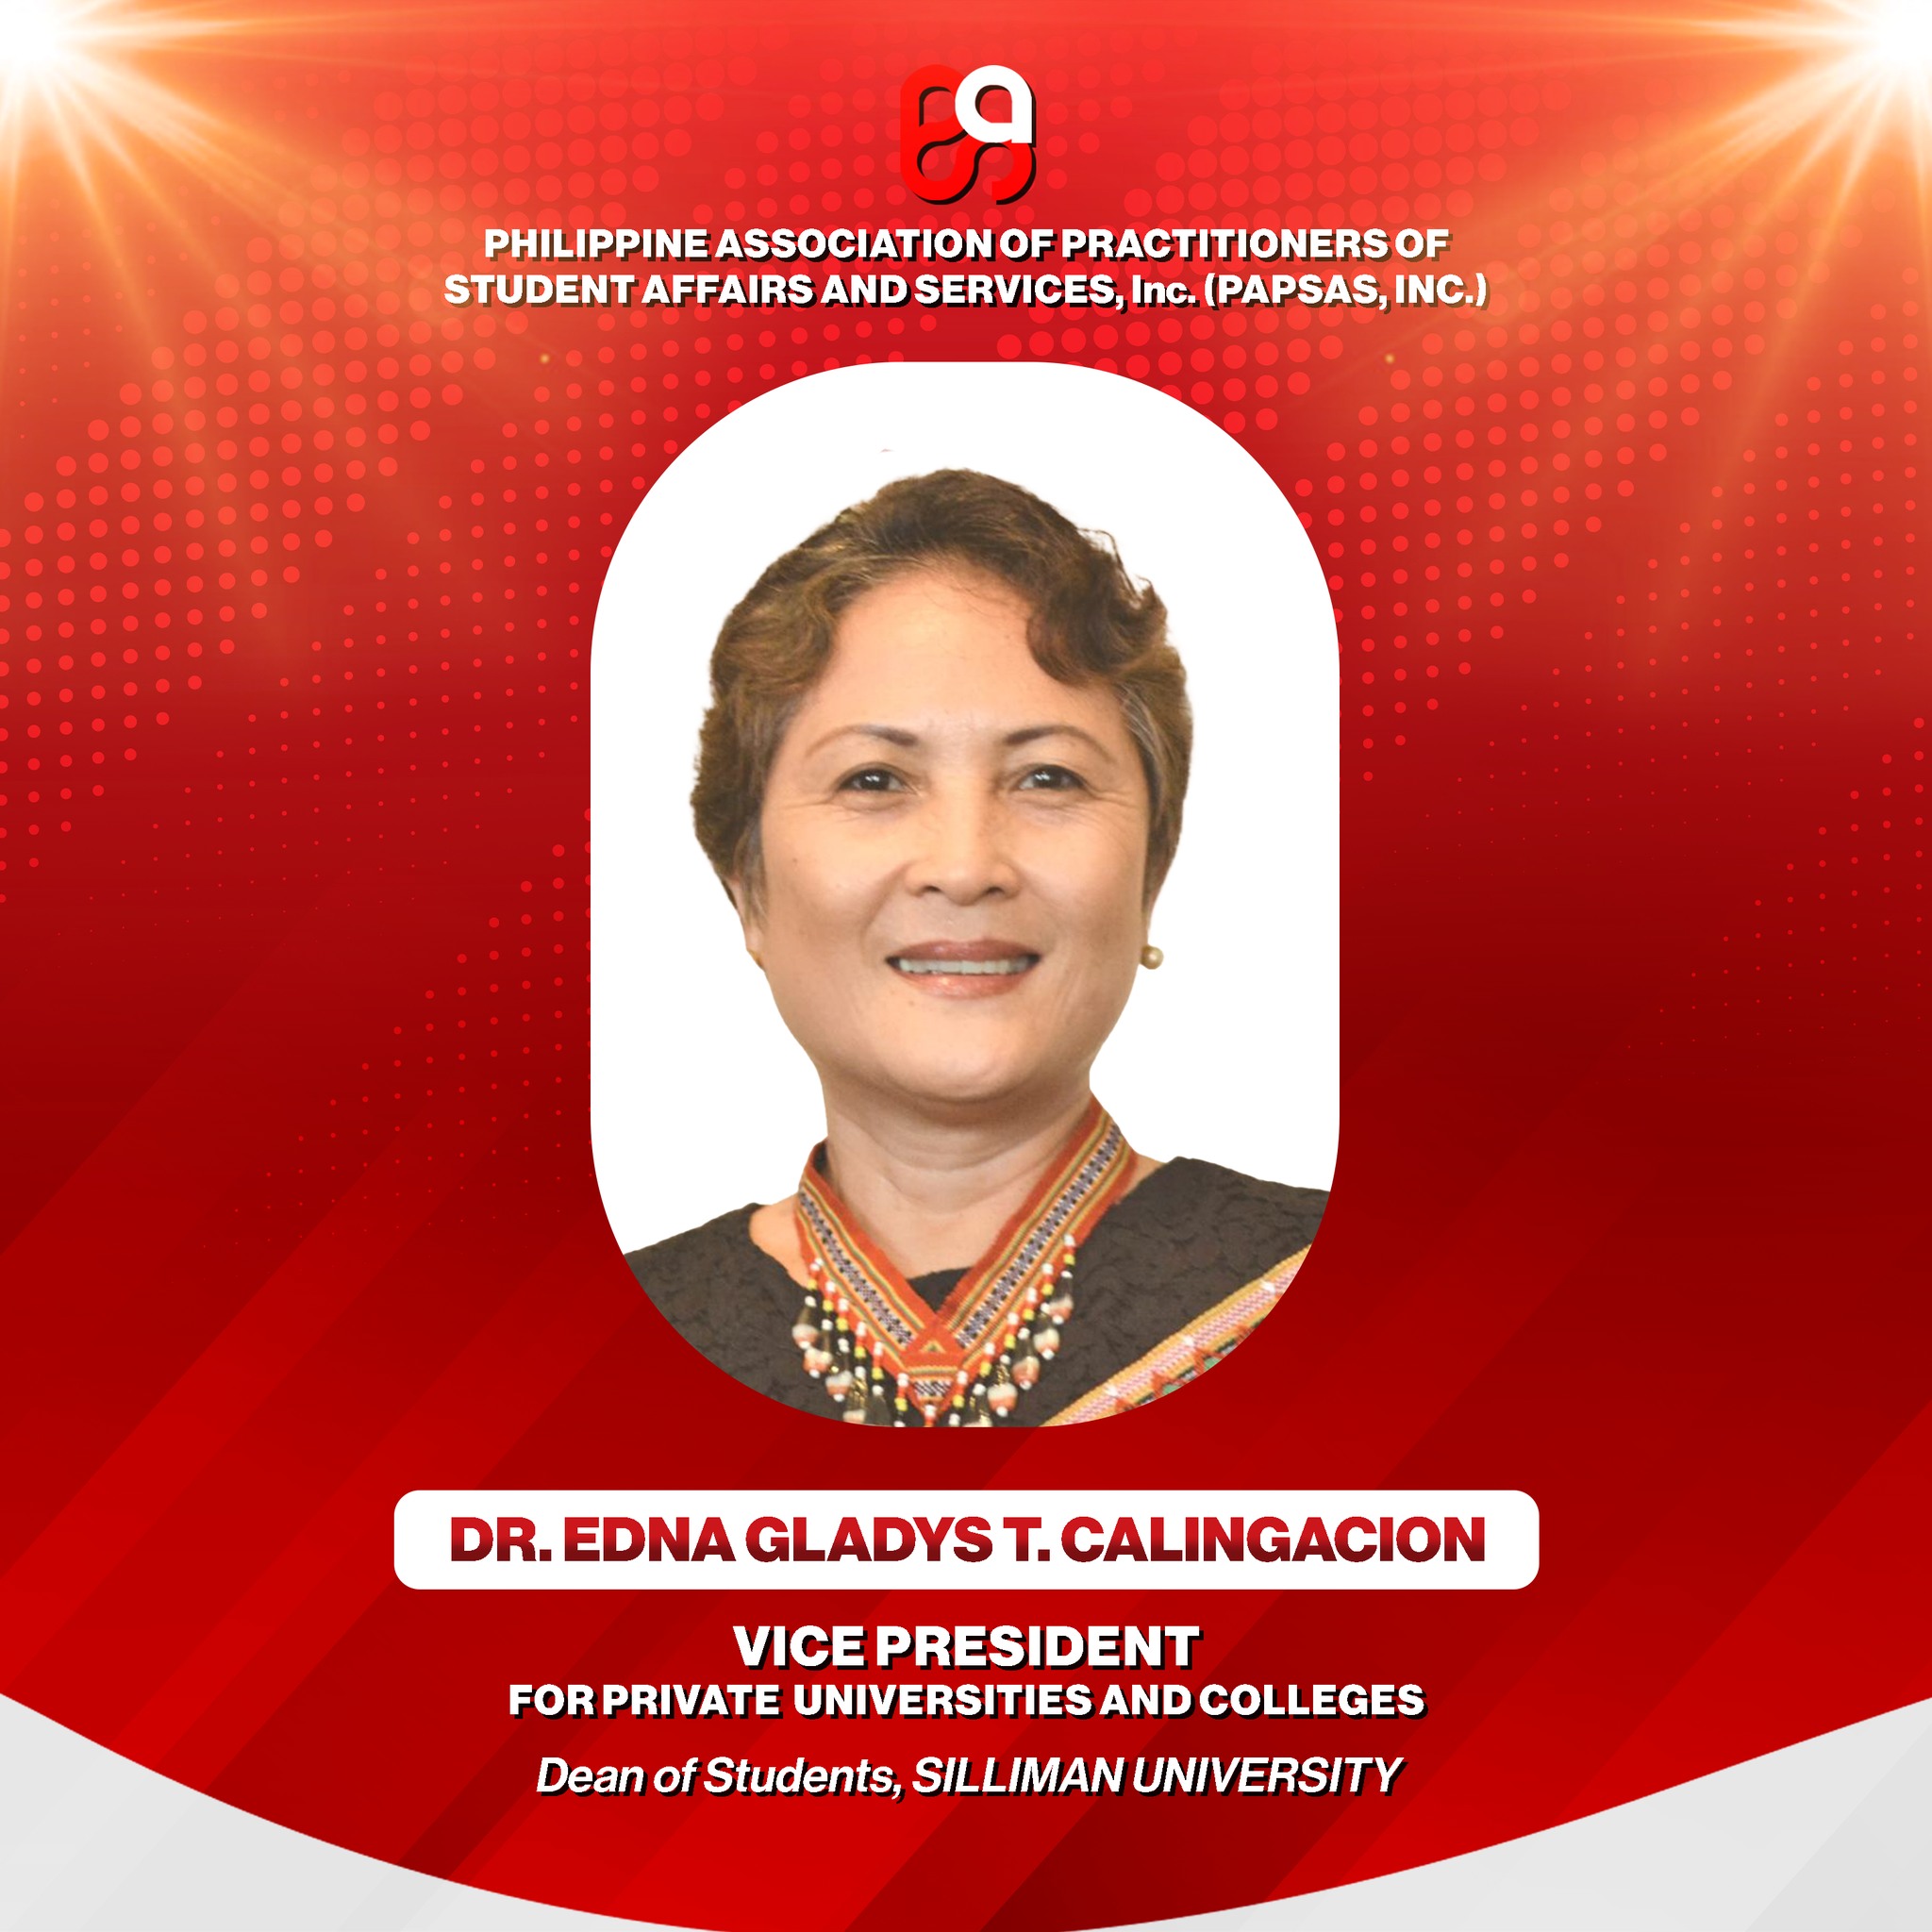 PHILIPPINE ASSOCIATION OF PRACTITIONERS OF
STUDENT AFFAIRS AND SERVICES, Inc. (PAPSAS, INC.)
DR. EDNA GLADYS T. CALINGACION
VICE PRESIDENT
FOR PRIVATE UNIVERSITIES AND COLLEGES
Dean of Students, SILLIMAN UNIVERSITY